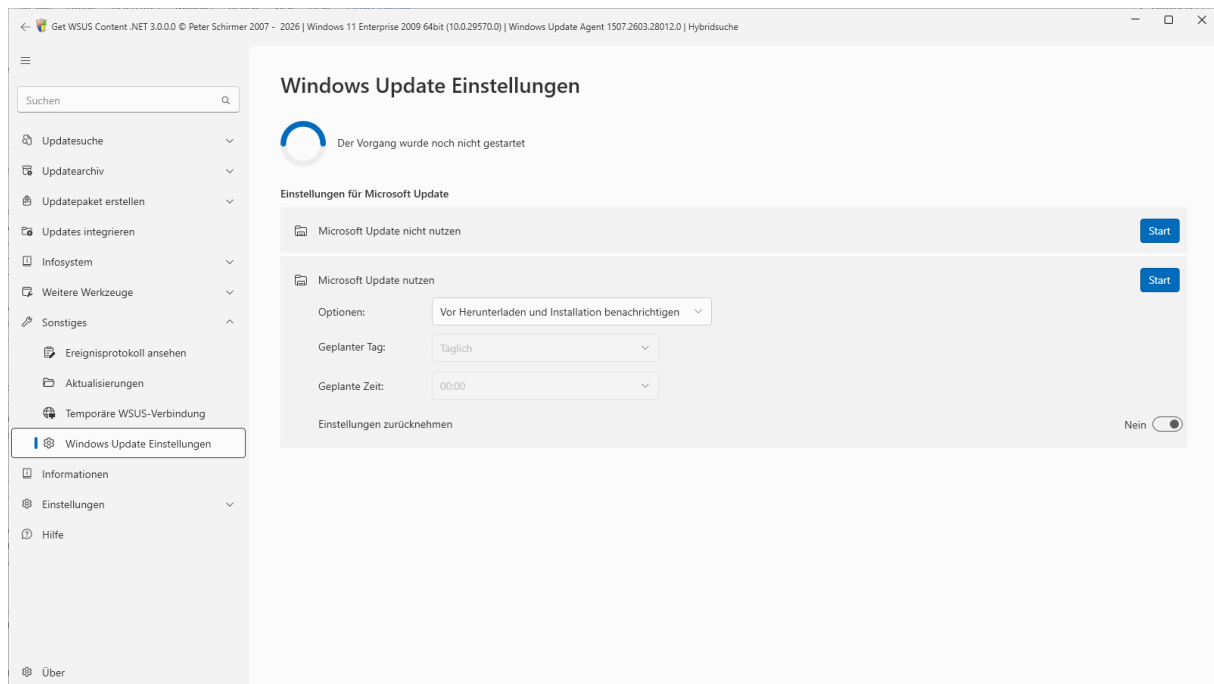 Get WSUS Content .NET 3.0.0.0 © Peter Schirmer 2007 - 2026 | Windows 11 Enterprise 2009 64bit (10.0.29570.0) | Windows Update Agent 1507.2603.28012.0 | Hybridsuche
Suchen
Updatesuche
Updatearchiv
Updatepaket erstellen
Updates integrieren
Infosystem
Weitere Werkzeuge
Sonstiges
Ereignisprotokoll ansehen
Aktualisierungen
Temporäre WSUS-Verbindung
Windows Update Einstellungen
Informationen
Einstellungen
Hilfe
Über
Windows Update Einstellungen
Der Vorgang wurde noch nicht gestartet
Einstellungen für Microsoft Update
Microsoft Update nicht nutzen Start
Microsoft Update nutzen Start
Optionen: Vor Herunterladen und Installation benachrichtigen
Geplanter Tag: Täglich
Geplante Zeit: 00:00
Einstellungen zurücknehmen Nein